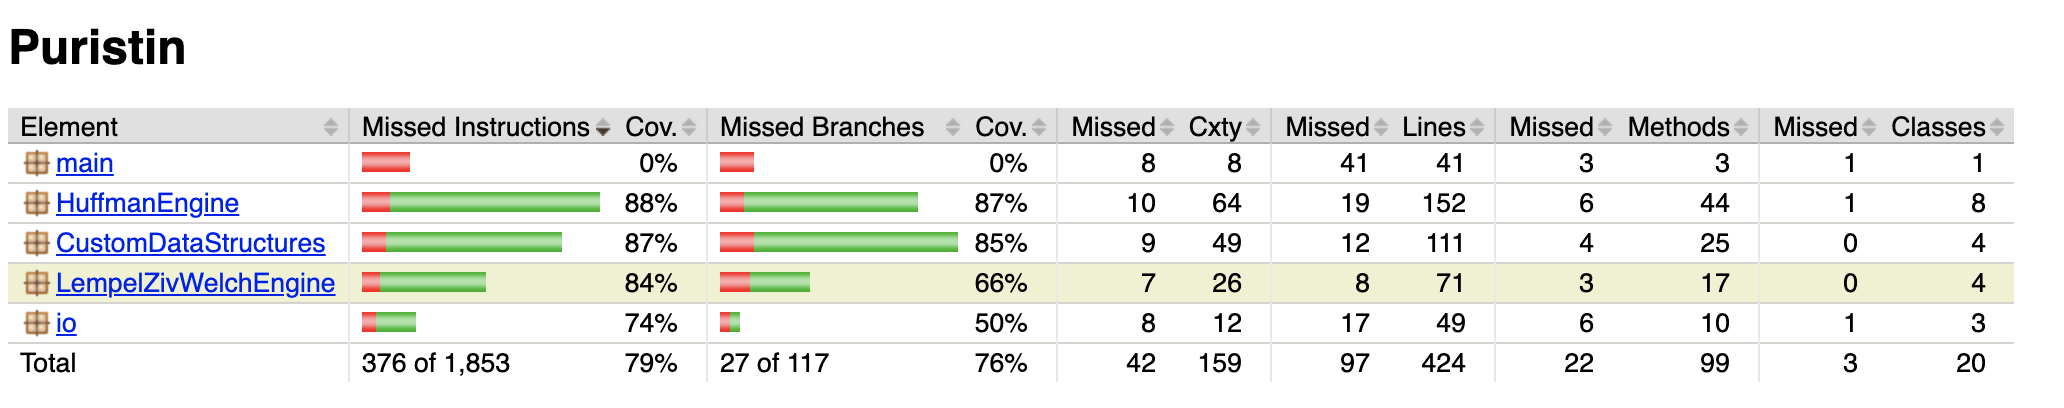 Puristin
Element Missed Instructions Cov. Missed Branches Cov. Missed Cxty Missed Lines Missed Methods Missed Classes
main 0% 0% 8 8 41 41 3 3 1 1
HuffmanEngine 88% 87% 10 64 19 152 6 44 1 8
CustomDataStructures 87% 85% 9 49 12 111 4 25 0 4
LempelZivWelchEngine 84% 66% 7 26 8 71 3 17 0 4
io 74% 50% 8 12 17 49 6 10 1 3
Total 376 of 1,853 79% 27 of 117 76% 42 159 97 424 22 99 3 20